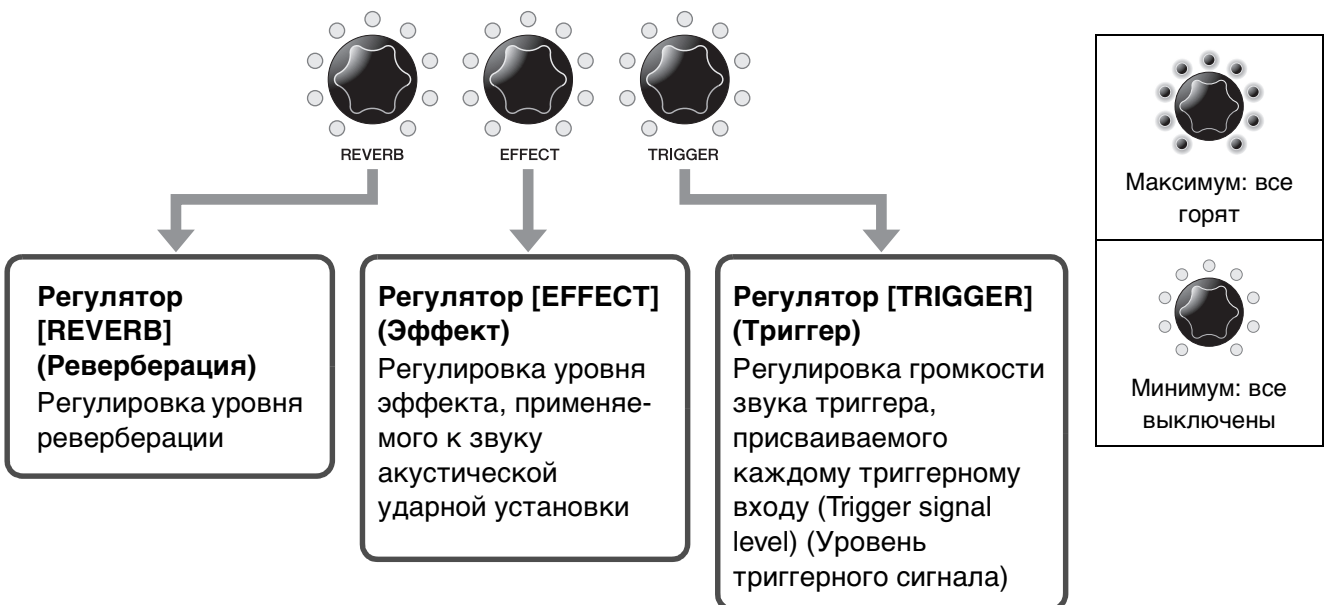 REVERB
EFFECT
TRIGGER
Регулятор
[REVERB]
(Реверберация)
Регулировка уровня
реверберации
Регулятор [EFFECT]
(Эффект)
Регулировка уровня
эффекта, применяе-
мого к звуку
акустической
ударной установки
Регулятор [TRIGGER]
(Триггер)
Регулировка громкости
звука триггера,
присваиваемого
каждому триггерному
входу (Trigger signal
level) (Уровень
триггерного сигнала)
Максимум: все
горят
Минимум: все
выключены